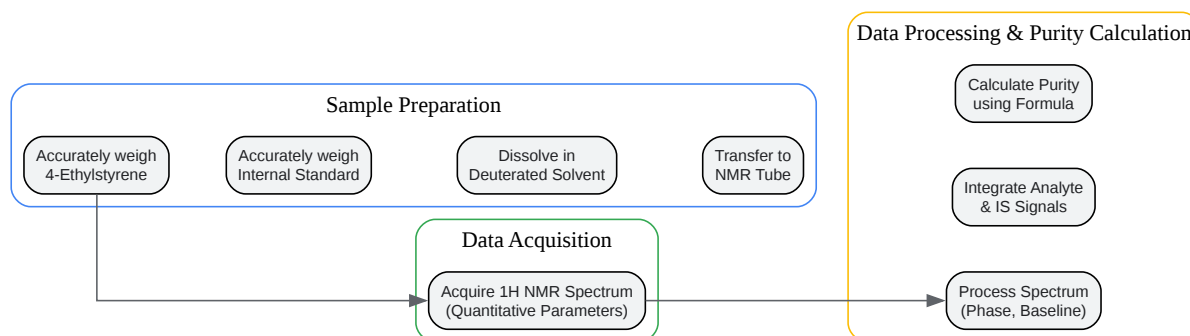 Sample Preparation
Accurately weigh
4-Ethylstyrene
Accurately weigh
Internal Standard
Dissolve in
Deuterated Solvent
Transfer to
NMR Tube
Data Acquisition
Acquire 1H NMR Spectrum
(Quantitative Parameters)
Data Processing & Purity Calculation
Calculate Purity
using Formula
Integrate Analyte
& IS Signals
Process Spectrum
(Phase, Baseline)